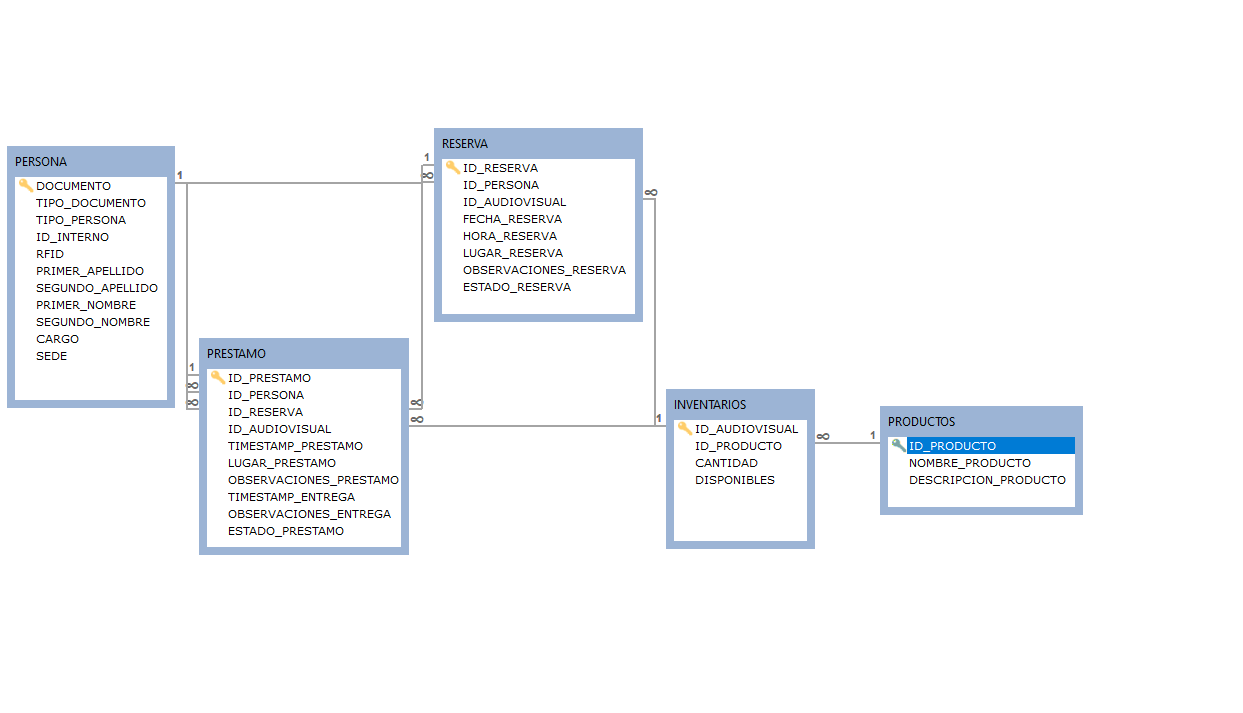 PERSONA
DOCUMENTO
TIPO_DOCUMENTO
TIPO_PERSONA
ID_INTERNO
RFID
PRIMER_APELLIDO
SEGUNDO_APELLIDO
PRIMER_NOMBRE
SEGUNDO_NOMBRE
CARGO
SEDE
1
RESERVA
ID_RESERVA
ID_PERSONA
ID_AUDIOVISUAL
FECHA_RESERVA
HORA_RESERVA
LUGAR_RESERVA
OBSERVACIONES_RESERVA
ESTADO_RESERVA
1
∞
∞
PRESTAMO
ID_PRESTAMO
ID_PERSONA
ID_RESERVA
ID_AUDIOVISUAL
TIMESTAMP_PRESTAMO
LUGAR_PRESTAMO
OBSERVACIONES_PRESTAMO
TIMESTAMP_ENTREGA
OBSERVACIONES_ENTREGA
ESTADO_PRESTAMO
1
∞
∞
∞
∞
INVENTARIOS
ID_AUDIOVISUAL
ID_PRODUCTO
CANTIDAD
DISPONIBLES
1
∞
PRODUCTOS
ID_PRODUCTO
NOMBRE_PRODUCTO
DESCRIPCION_PRODUCTO
1